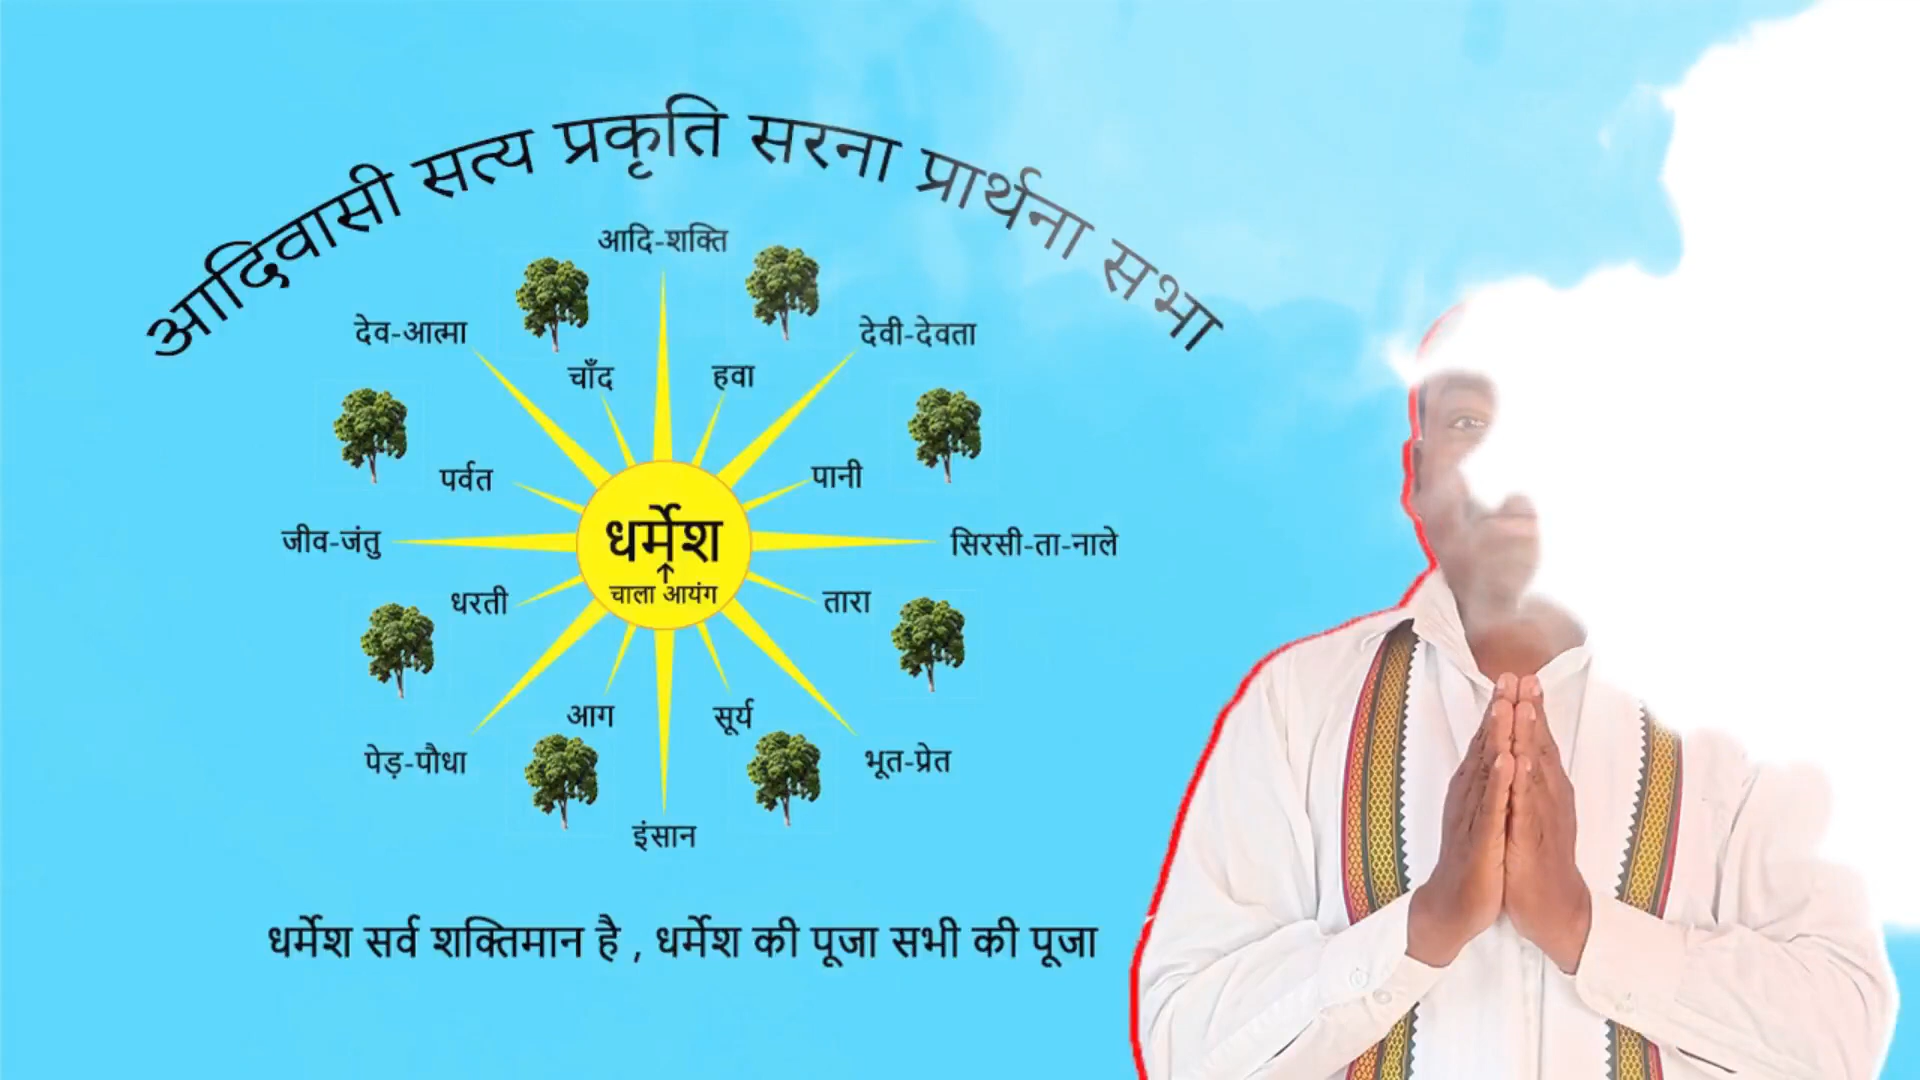 आदिवासी सत्य प्रकृति सरना प्रार्थना सभा
आदि-शक्ति
देव-आत्मा
देवी-देवता
चाँद
हवा
पर्वत
पानी
जीव-जंतु
धर्मेश
सिरसी-ता-नाले
चाला आयंग
धरती
तारा
आग
सूर्य
पेड़-पौधा
भूत-प्रेत
इंसान
धर्मेश सर्व शक्तिमान है , धर्मेश की पूजा सभी की पूजा